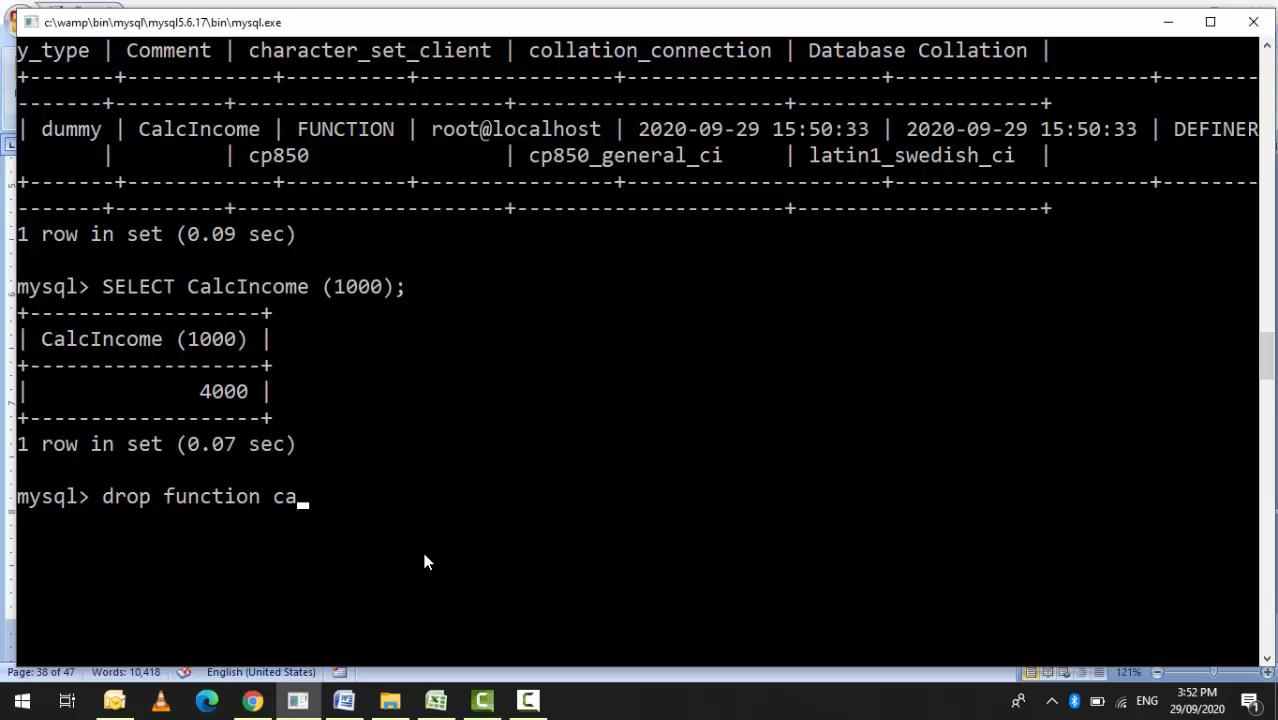 c:\wamp\bin\mysql\mysql5.6.17\bin\mysql.exe
y_type | Comment | character_set_client | collation_connection | Database Collation |
+-------+------------+----------+------------------+---------------------+---------------------+--------
-------+---------+----------------------+----------------------+--------------------+
| dummy | CalcIncome | FUNCTION | root@localhost | 2020-09-29 15:50:33 | 2020-09-29 15:50:33 | DEFINER
| | cp850 | cp850_general_ci | latin1_swedish_ci |
+-------+------------+----------+----------------+---------------------+---------------------+--------
-------+---------+----------------------+----------------------+--------------------+
1 row in set (0.09 sec)
mysql> SELECT CalcIncome (1000);
+-------------------+
| CalcIncome (1000) |
+-------------------+
| 4000 |
+-------------------+
1 row in set (0.07 sec)
mysql> drop function ca_
Page: 38 of 47 Words: 10,418 English (United States) 121%
ENG 3:52 PM
29/09/2020 1